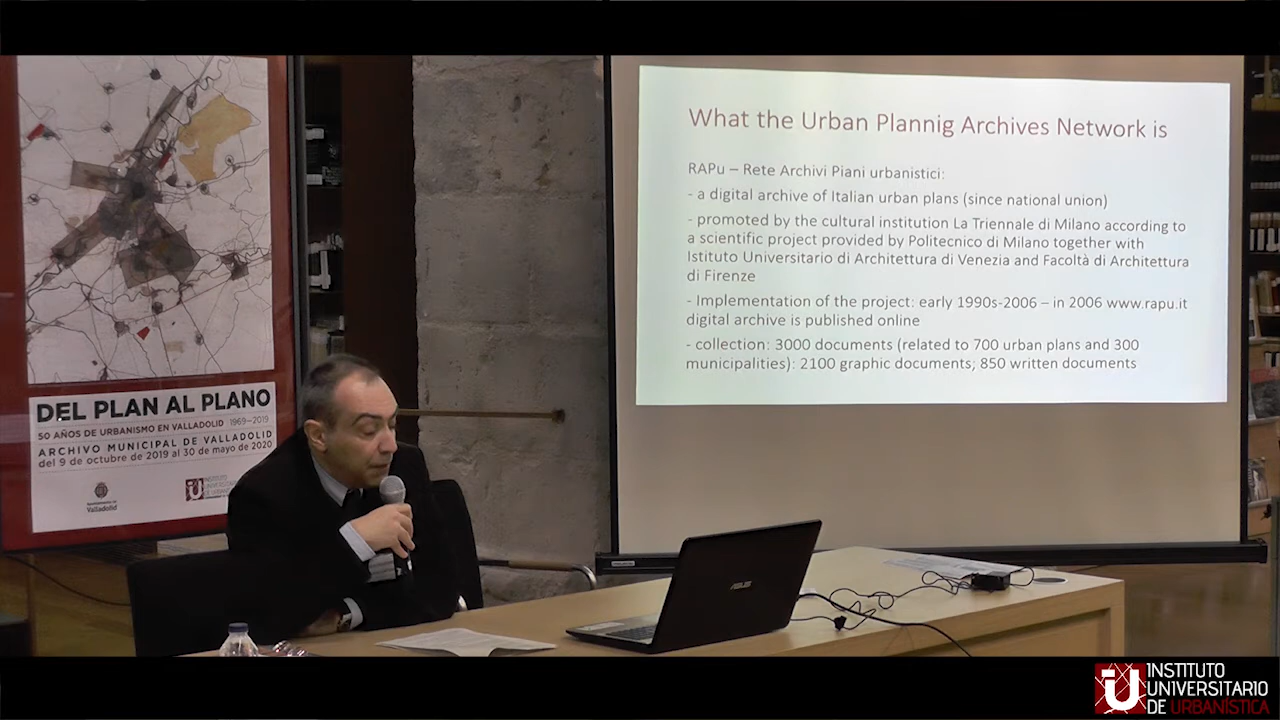 DEL PLAN AL PLANO
50 AÑOS DE URBANISMO EN VALLADOLID 1969–2019
ARCHIVO MUNICIPAL DE VALLADOLID
del 9 de octubre de 2019 al 30 de mayo de 2020
Valladolid
INSTITUTO
UNIVERSITARIO
DE URBANÍSTICA
What the Urban Plannig Archives Network is
RAPu – Rete Archivi Piani urbanistici:
- a digital archive of Italian urban plans (since national union)
- promoted by the cultural institution La Triennale di Milano according to
a scientific project provided by Politecnico di Milano together with
Istituto Universitario di Architettura di Venezia and Facoltà di Architettura
di Firenze
- Implementation of the project: early 1990s-2006 – in 2006 www.rapu.it
digital archive is published online
- collection: 3000 documents (related to 700 urban plans and 300
municipalities): 2100 graphic documents; 850 written documents
ASUS
INSTITUTO
UNIVERSITARIO
DE URBANÍSTICA